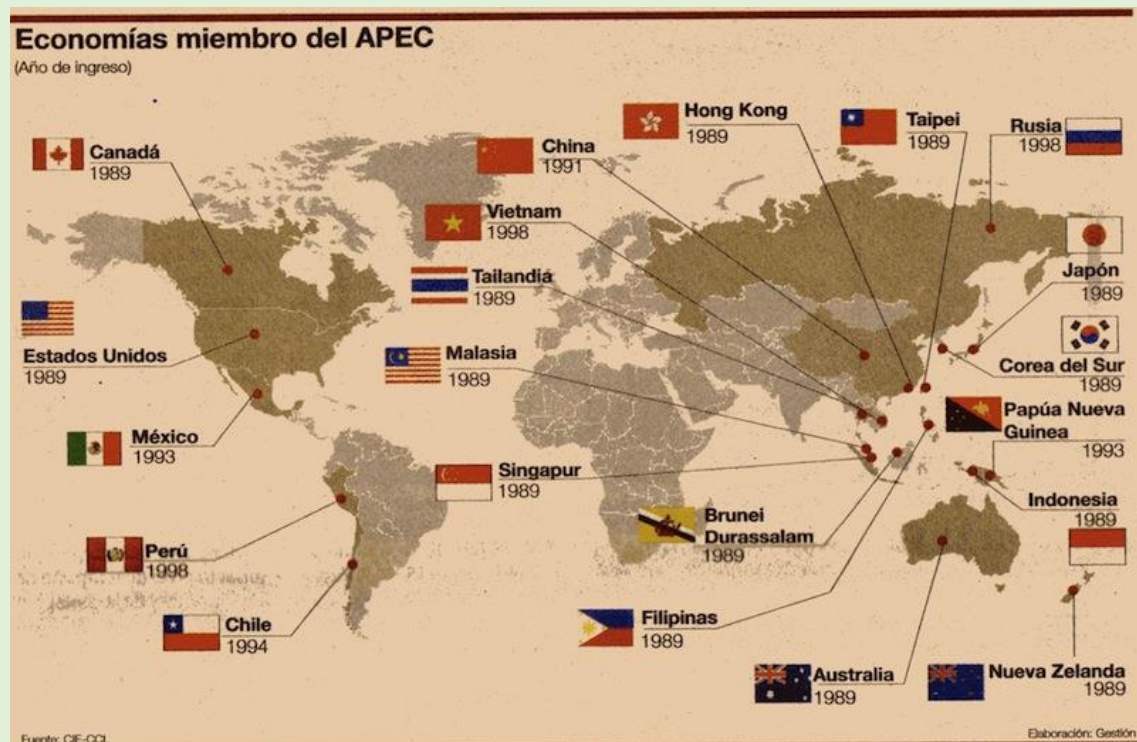 Economías miembro del APEC
(Año de ingreso)
Canadá
1989
Estados Unidos
1989
México
1993
Perú
1998
Chile
1994
China
1991
Vietnam
1998
Tailandia
1989
Malasia
1989
Singapur
1989
Hong Kong
1989
Taipei
1989
Rusia
1998
Japón
1989
Corea del Sur
1989
Papúa Nueva
Guinea
1993
Indonesia
1989
Brunei
Durassalam
1989
Filipinas
1989
Australia
1989
Nueva Zelanda
1989
Fuente: CIE-CCL
Elaboración: Gestión